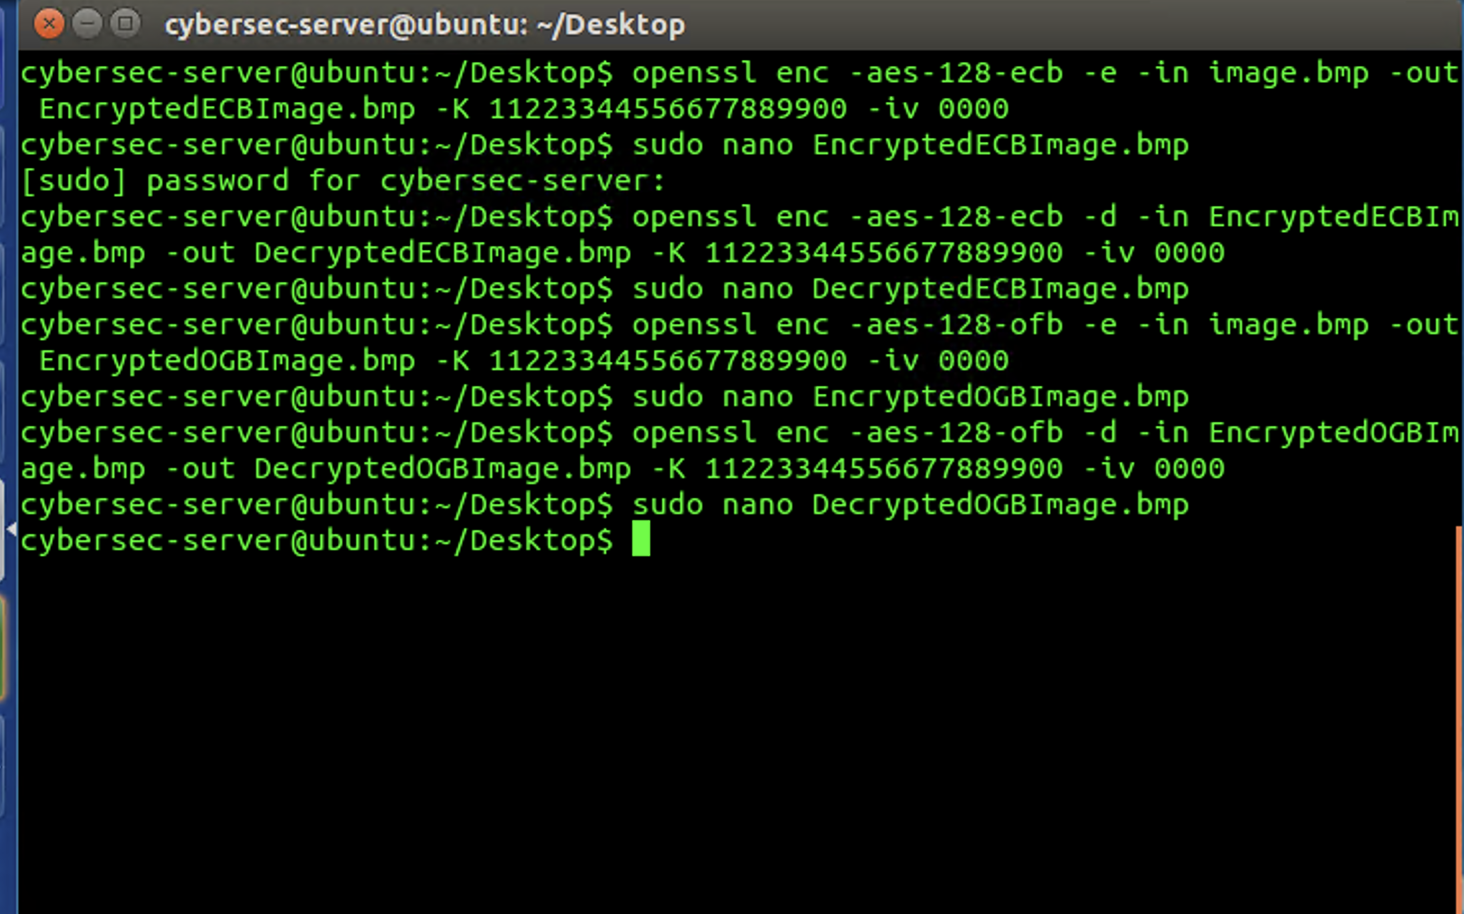 cybersec-server@ubuntu: ~/Desktop
cybersec-server@ubuntu:~/Desktop$ openssl enc -aes-128-ecb -e -in image.bmp -out
 EncryptedECBImage.bmp -K 11223344556677889900 -iv 0000
cybersec-server@ubuntu:~/Desktop$ sudo nano EncryptedECBImage.bmp
[sudo] password for cybersec-server:
cybersec-server@ubuntu:~/Desktop$ openssl enc -aes-128-ecb -d -in EncryptedECBIm
age.bmp -out DecryptedECBImage.bmp -K 11223344556677889900 -iv 0000
cybersec-server@ubuntu:~/Desktop$ sudo nano DecryptedECBImage.bmp
cybersec-server@ubuntu:~/Desktop$ openssl enc -aes-128-ofb -e -in image.bmp -out
 EncryptedOGBImage.bmp -K 11223344556677889900 -iv 0000
cybersec-server@ubuntu:~/Desktop$ sudo nano EncryptedOGBImage.bmp
cybersec-server@ubuntu:~/Desktop$ openssl enc -aes-128-ofb -d -in EncryptedOGBIm
age.bmp -out DecryptedOGBImage.bmp -K 11223344556677889900 -iv 0000
cybersec-server@ubuntu:~/Desktop$ sudo nano DecryptedOGBImage.bmp
cybersec-server@ubuntu:~/Desktop$